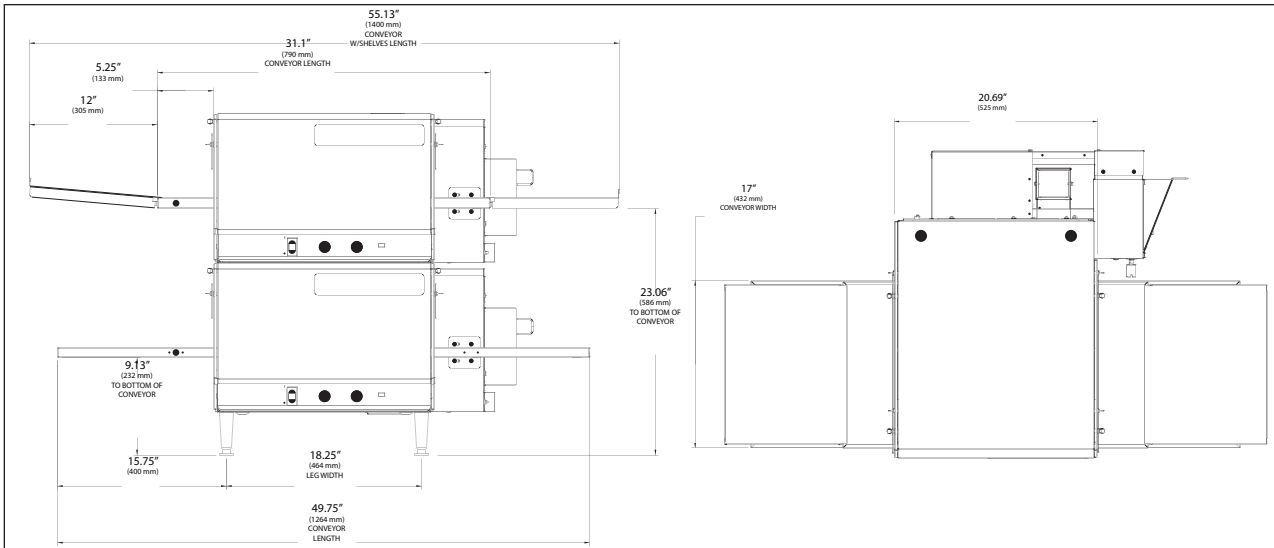 55.13"
(1400 mm)
CONVEYOR
W/SHELVES LENGTH
31.1"
(790 mm)
CONVEYOR LENGTH
5.25"
(133 mm)
12"
(305 mm)
23.06"
(586 mm)
TO BOTTOM OF
CONVEYOR
9.13"
(232 mm)
TO BOTTOM OF
CONVEYOR
15.75"
(400 mm)
18.25"
(464 mm)
LEG WIDTH
49.75"
(1264 mm)
CONVEYOR
LENGTH
20.69"
(525 mm)
17"
(432 mm)
CONVEYOR WIDTH